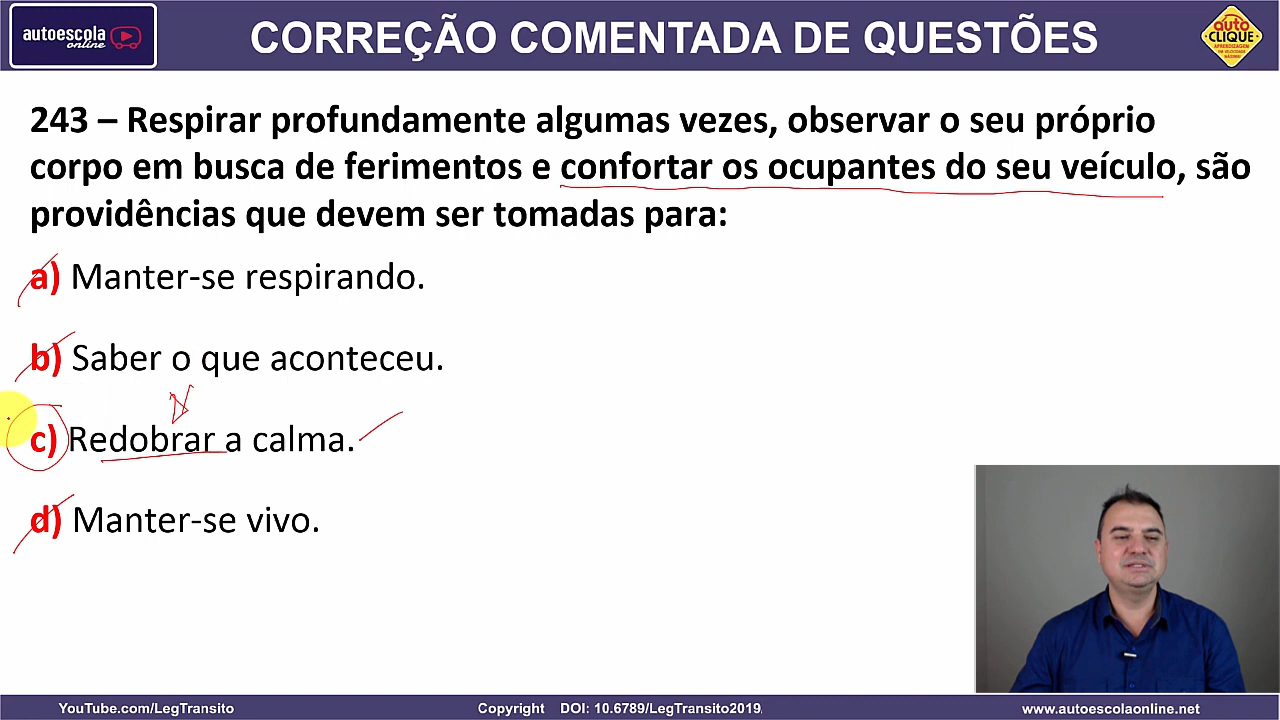 autoescola
online
CORREÇÃO COMENTADA DE QUESTÕES
auto
CLIQUE
APRENDIZAGEM
243 – Respirar profundamente algumas vezes, observar o seu próprio
corpo em busca de ferimentos e confortar os ocupantes do seu veículo, são
providências que devem ser tomadas para:
a) Manter-se respirando.
b) Saber o que aconteceu.
c) Redobrar a calma.
d) Manter-se vivo.
YouTube.com/LegTransito
Copyright DOI: 10.6789/LegTransito2019
www.autoescolaonline.net